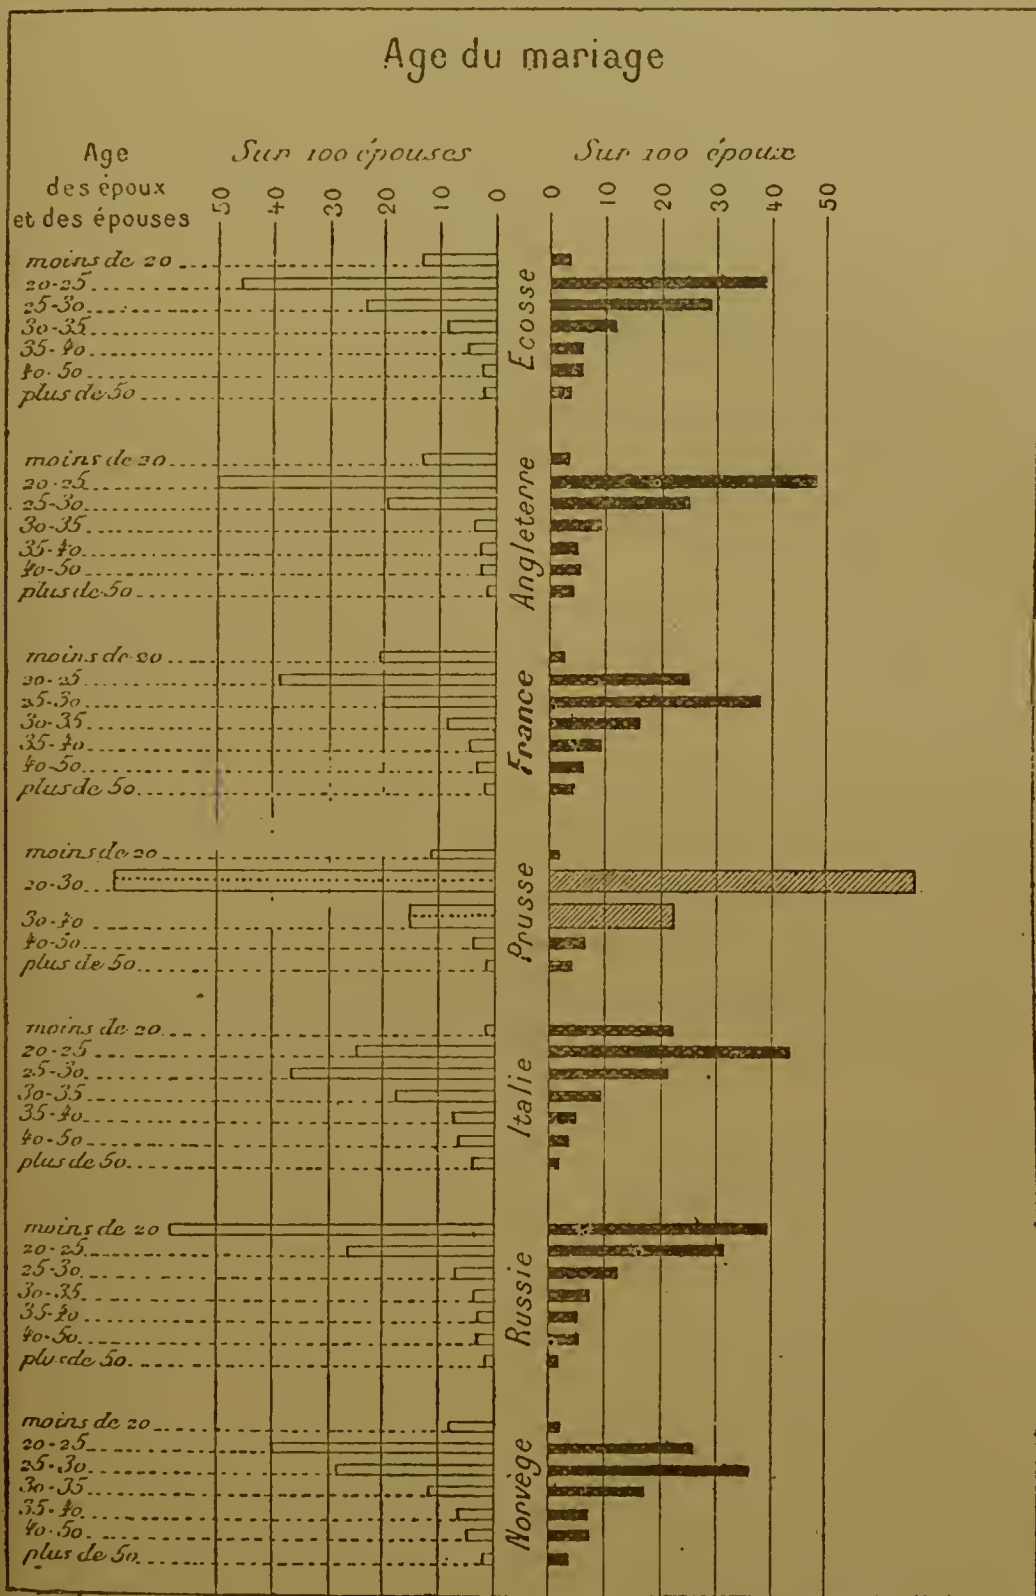 Age du mariage
Age
des époux
et des épouses
Sur 100 épouses
Sur 100 époux
50 40 30 20 10 0
0 10 20 30 40 50
moins de 20
20-25
25-30
30-35
35-40
40-50
plus de 50
Ecosse
moins de 20
20-25
25-30
30-35
35-40
40-50
plus de 50
Angleterre
moins de 20
20-25
25-30
30-35
35-40
40-50
plus de 50
France
moins de 20
20-30
30-40
40-50
plus de 50
Prusse
moins de 20
20-25
25-30
30-35
35-40
40-50
plus de 50
Italie
moins de 20
20-25
25-30
30-35
35-40
40-50
plus de 50
Russie
moins de 20
20-25
25-30
30-35
35-40
40-50
plus de 50
Norvège